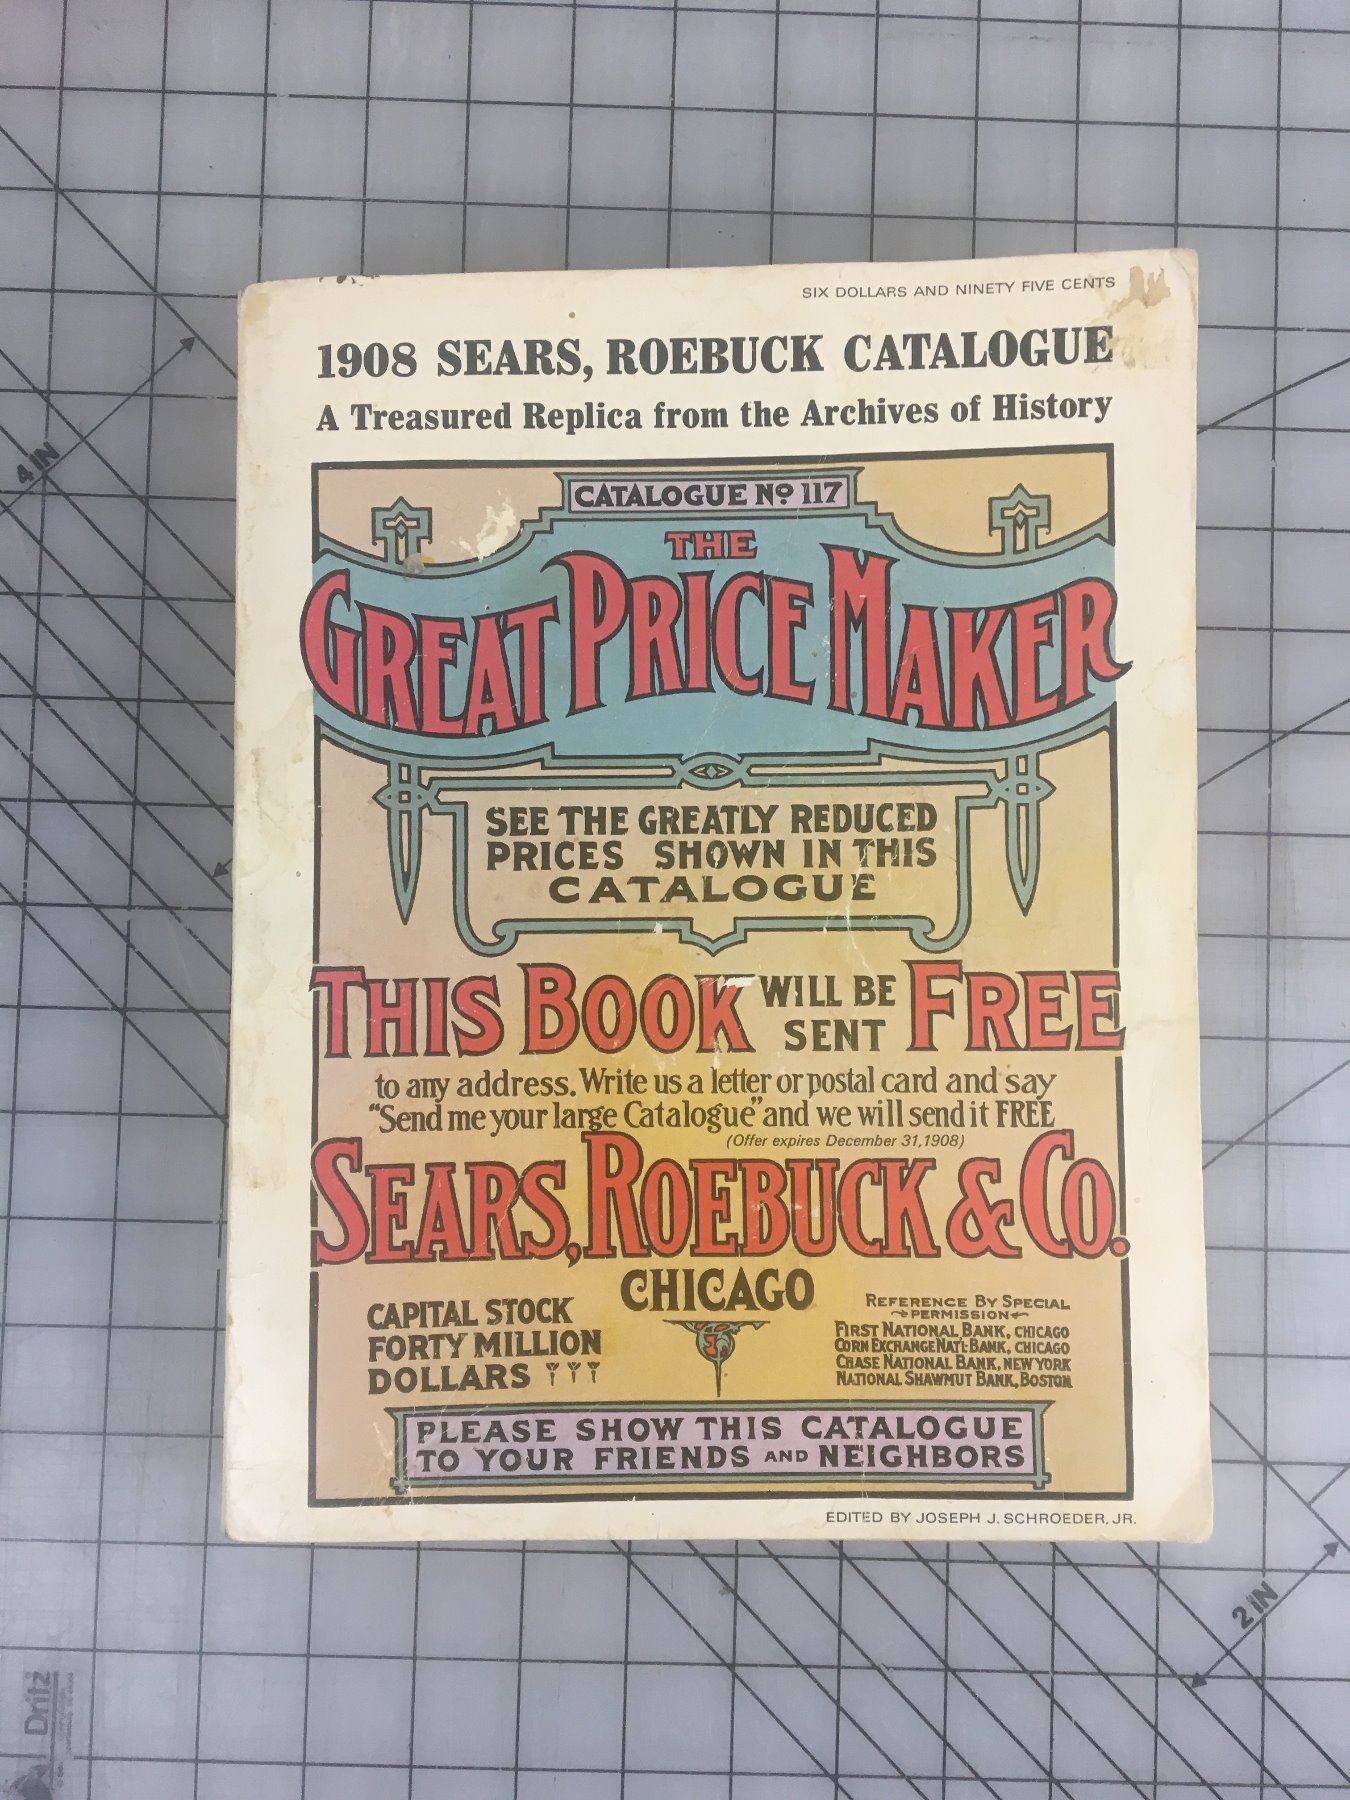 SIX DOLLARS AND NINETY FIVE CENTS
1908 SEARS, ROEBUCK CATALOGUE
A Treasured Replica from the Archives of History
CATALOGUE No 117
THE
GREAT PRICE MAKER
SEE THE GREATLY REDUCED
PRICES SHOWN IN THIS
CATALOGUE
THIS BOOK WILL BE SENT FREE
to any address. Write us a letter or postal card and say
"Send me your large Catalogue" and we will send it FREE
(Offer expires December 31, 1908)
SEARS, ROEBUCK & CO.
CHICAGO
CAPITAL STOCK
FORTY MILLION
DOLLARS
REFERENCE BY SPECIAL
PERMISSION
FIRST NATIONAL BANK, CHICAGO
CORN EXCHANGE NAT'L BANK, CHICAGO
CHASE NATIONAL BANK, NEW YORK
NATIONAL SHAWMUT BANK, BOSTON
PLEASE SHOW THIS CATALOGUE
TO YOUR FRIENDS AND NEIGHBORS
EDITED BY JOSEPH J. SCHROEDER, JR.
4 IN
2 IN
Dritz